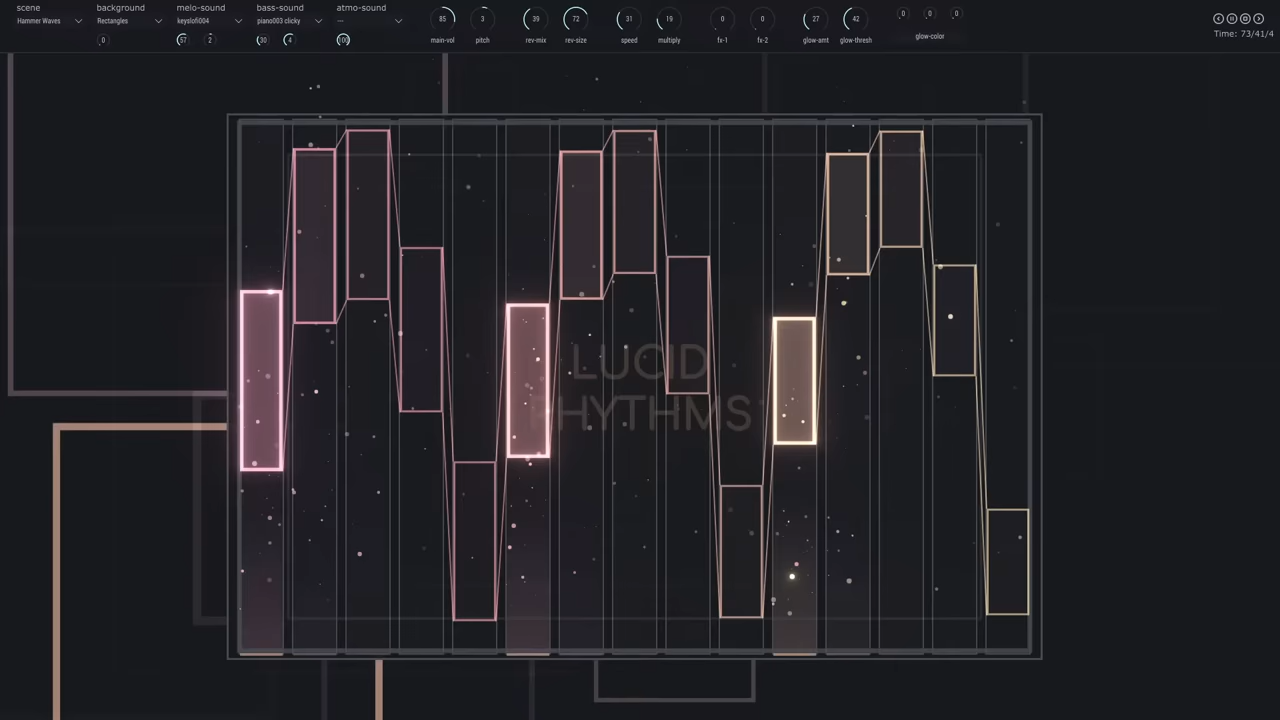 scene
Hammer Waves
background
Rectangles
0
melo-sound
keyslofi004
57 2
bass-sound
piano003 clicky
30 4
atmo-sound
---
100
85
main-vol
3
pitch
39
rev-mix
72
rev-size
31
speed
19
multiply
0
fx-1
0
fx-2
27
glow-amt
42
glow-thresh
0 0 0
glow-color
Time: 73/41/4
LUCID
RHYTHMS